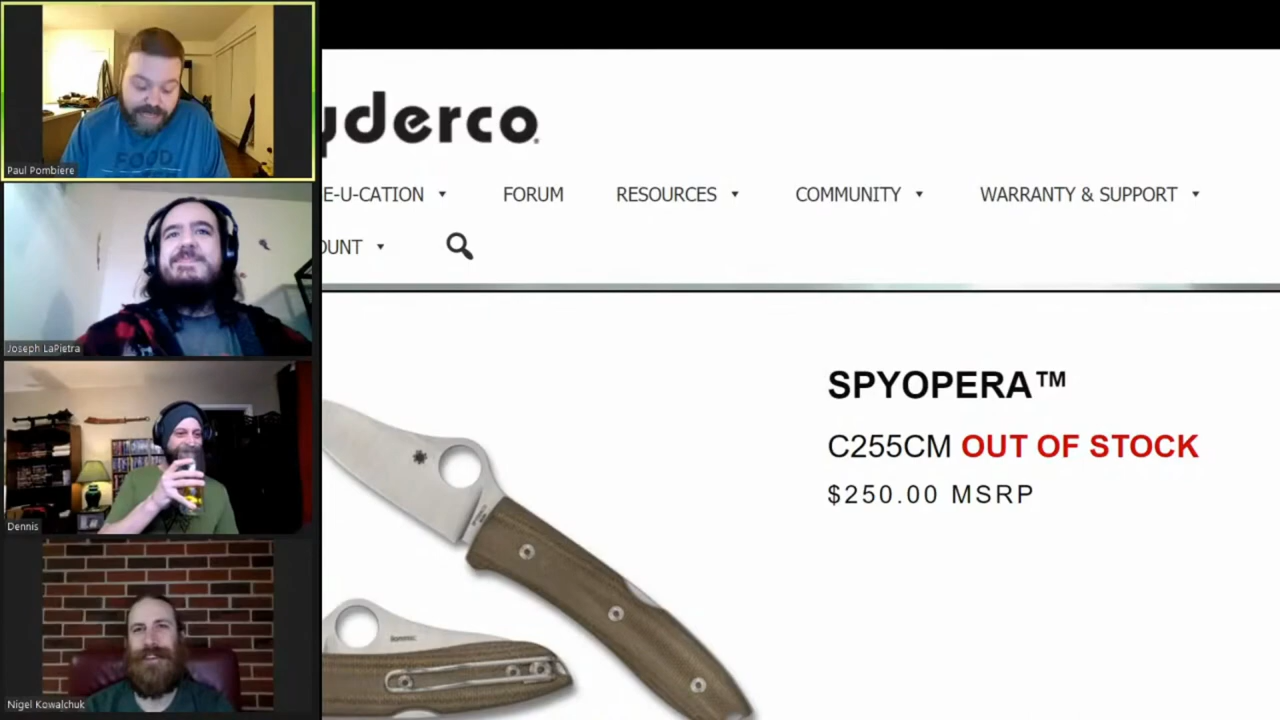 Paul Pombiere
FOOD
Joseph LaPietra
Dennis
Nigel Kowalchuk
yderco
E-U-CATION
FORUM
RESOURCES
COMMUNITY
WARRANTY & SUPPORT
OUNT
SPYOPERA™
C255CM OUT OF STOCK
$250.00 MSRP